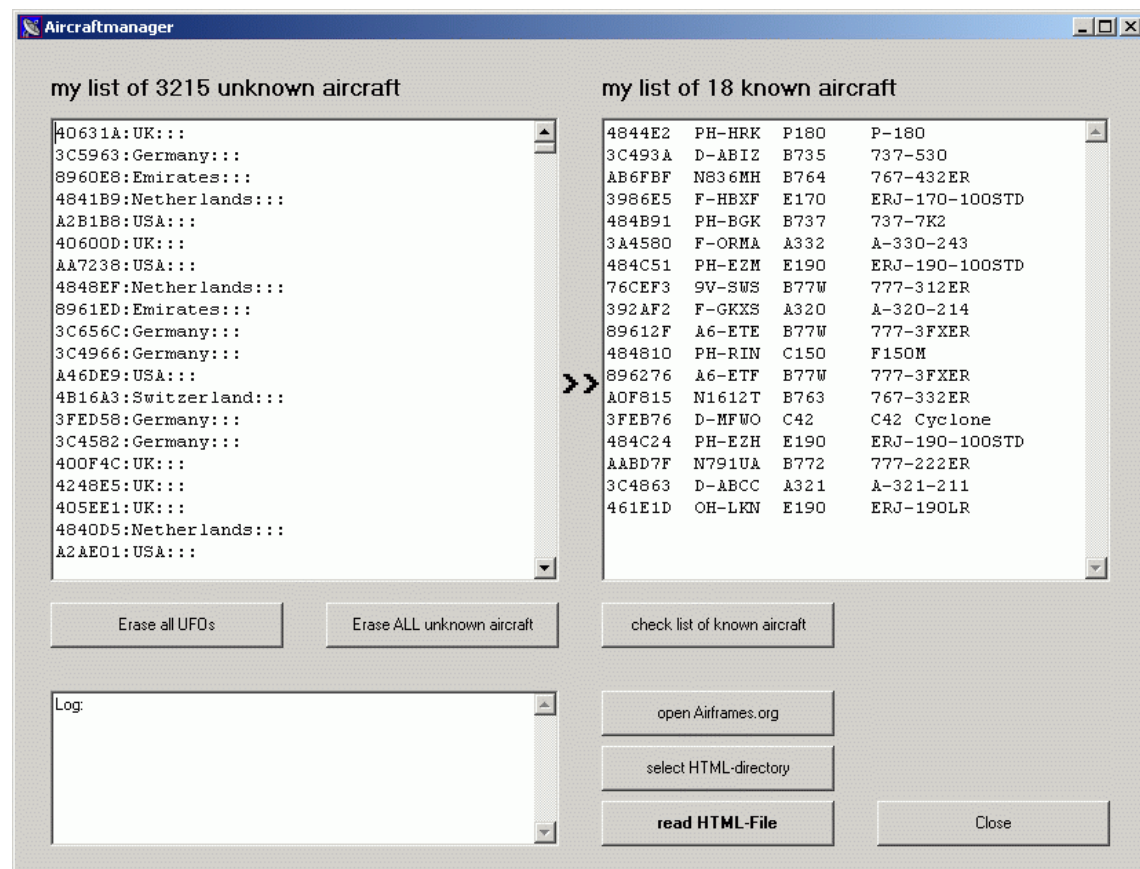 Aircraftmanager
my list of 3215 unknown aircraft
40631A:UK:::
3C5963:Germany:::
8960E8:Emirates:::
4841B9:Netherlands:::
A2B1B8:USA:::
40600D:UK:::
AA7238:USA:::
4848EF:Netherlands:::
8961ED:Emirates:::
3C656C:Germany:::
3C4966:Germany:::
A46DE9:USA:::
4B16A3:Switzerland:::
3FED58:Germany:::
3C4582:Germany:::
400F4C:UK:::
4248E5:UK:::
405EE1:UK:::
4840D5:Netherlands:::
A2AE01:USA:::
>>
my list of 18 known aircraft
4844E2 PH-HRK P180 P-180
3C493A D-ABIZ B735 737-530
AB6FBF N836MH B764 767-432ER
3986E5 F-HBXF E170 ERJ-170-100STD
484B91 PH-BGK B737 737-7K2
3A4580 F-ORMA A332 A-330-243
484C51 PH-EZM E190 ERJ-190-100STD
76CEF3 9V-SWS B77W 777-312ER
392AF2 F-GKXS A320 A-320-214
89612F A6-ETE B77W 777-3FXER
484810 PH-RIN C150 F150M
896276 A6-ETF B77W 777-3FXER
A0F815 N1612T B763 767-332ER
3FEB76 D-MFWO C42 C42 Cyclone
484C24 PH-EZH E190 ERJ-190-100STD
AABD7F N791UA B772 777-222ER
3C4863 D-ABCC A321 A-321-211
461E1D OH-LKN E190 ERJ-190LR
Erase all UFOs
Erase ALL unknown aircraft
check list of known aircraft
Log:
open Airframes.org
select HTML-directory
read HTML-File
Close